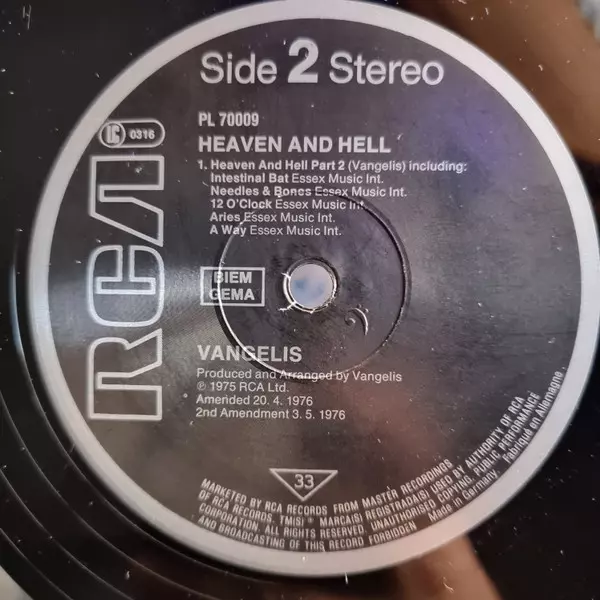 Side 2 Stereo
PL 70009
LC 0316
HEAVEN AND HELL
1. Heaven And Hell Part 2 (Vangelis) including:
Intestinal Bat Essex Music Int.
Needles & Bones Essex Music Int.
12 O'Clock Essex Music Int.
Aries Essex Music Int.
A Way Essex Music Int.
RCA
BIEM
GEMA
VANGELIS
Produced and Arranged by Vangelis
℗ 1975 RCA Ltd.
Amended 20. 4. 1976
2nd Amendment 3. 5. 1976
33
MARKETED BY RCA RECORDS FROM MASTER RECORDINGS
OF RCA RECORDS. TM(S) ® MARCA(S) REGISTRADA(S) USED BY AUTHORITY OF RCA
CORPORATION. ALL RIGHTS RESERVED UNAUTHORISED COPYING, PUBLIC PERFORMANCE
AND BROADCASTING OF THIS RECORD FORBIDDEN
Made in Germany.
Fabriqué en Allemagne